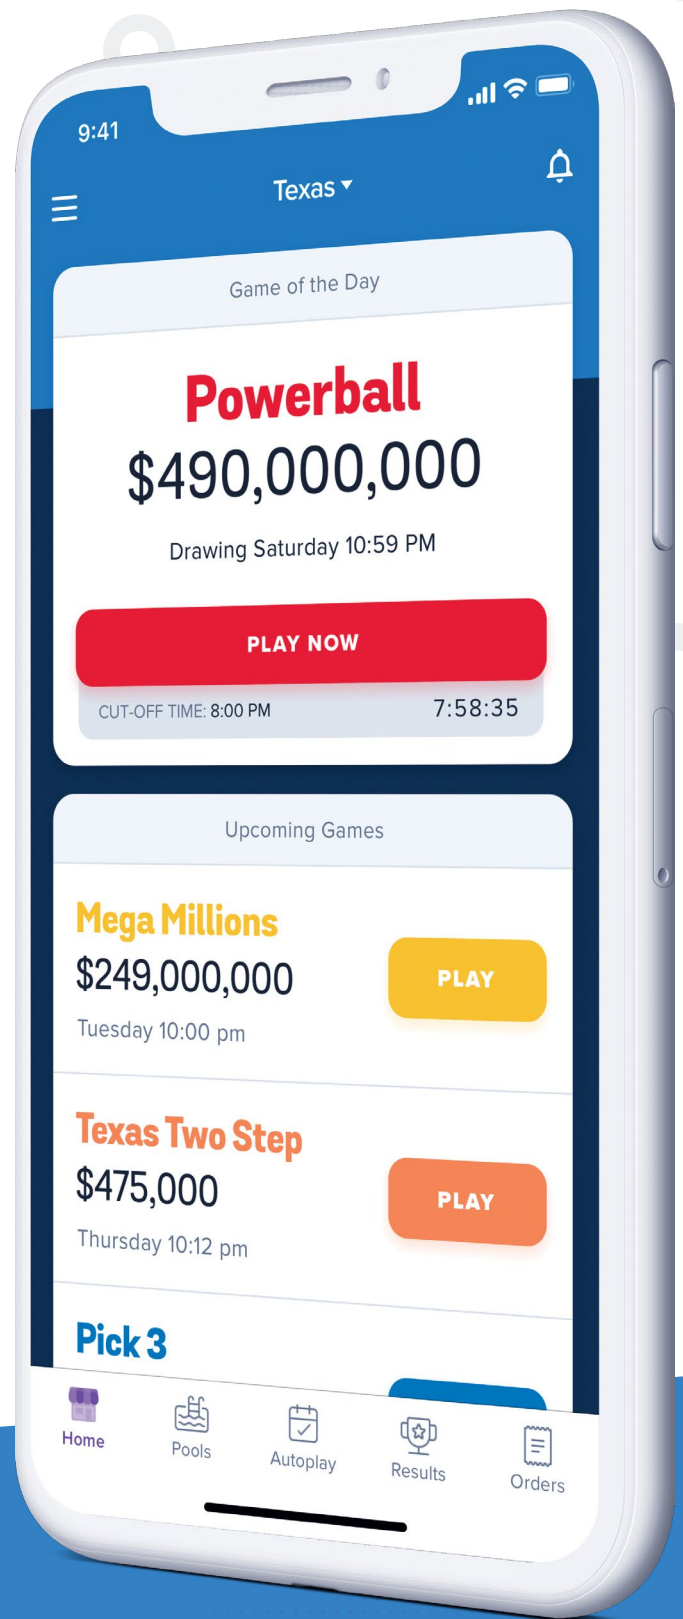 9:41
Texas
Game of the Day
Powerball
$490,000,000
Drawing Saturday 10:59 PM
PLAY NOW
CUT-OFF TIME: 8:00 PM 7:58:35
Upcoming Games
Mega Millions
$249,000,000
PLAY
Tuesday 10:00 pm
Texas Two Step
$475,000
PLAY
Thursday 10:12 pm
Pick 3
Home
Pools
Autoplay
Results
Orders